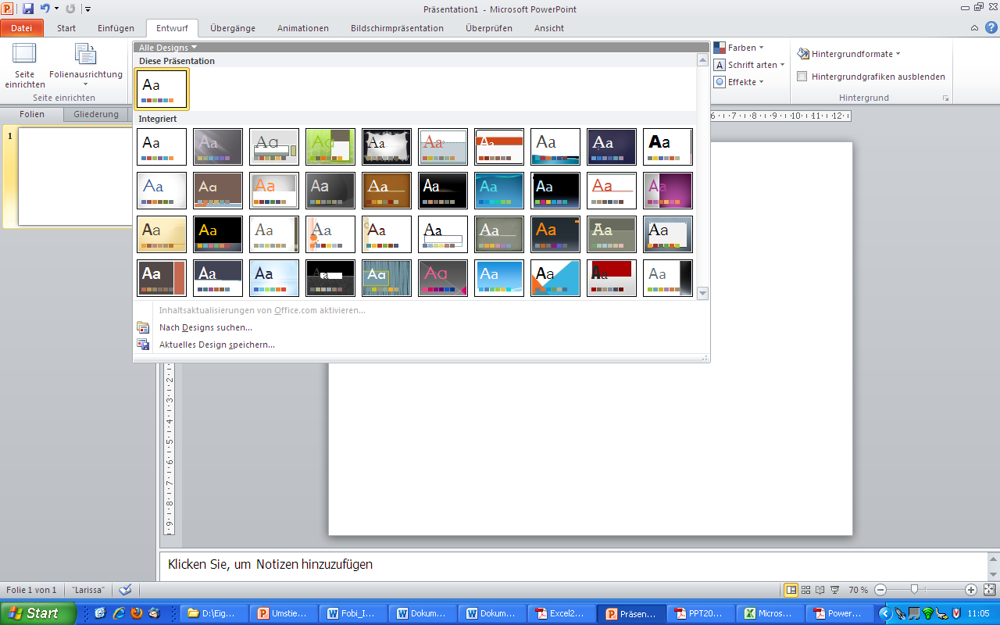 Präsentation1 - Microsoft PowerPoint
Datei Start Einfügen Entwurf Übergänge Animationen Bildschirmpräsentation Überprüfen Ansicht
Alle Designs
Diese Präsentation
Aa
Integriert
Aa Aa Aa Aa Aa Aa Aa Aa Aa Aa
Aa Aa Aa Aa Aa Aa Aa Aa Aa Aa
Aa Aa Aa Aa Aa Aa Aa Aa Aa Aa
Aa Aa Aa Aa Aa Aa Aa Aa Aa Aa
Inhaltsaktualisierungen von Office.com aktivieren...
Nach Designs suchen...
Aktuelles Design speichern...
Seite einrichten
Folienausrichtung
Seite einrichten
Farben
Schrift arten
Effekte
Hintergrundformate
Hintergrundgrafiken ausblenden
Hintergrund
Folien Gliederung
1
6 7 8 9 10 11 12
2
3
4
5
6
7
8
9
Klicken Sie, um Notizen hinzuzufügen
Folie 1 von 1 "Larissa" 70 %
Start D:\Eig... Umstie... Fobi_I... Dokum... Dokum... Excel2... Präsen... PPT20... Micros... Power... 11:05